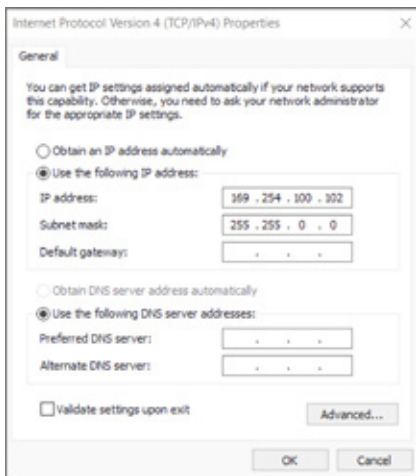 Internet Protocol Version 4 (TCP/IPv4) Properties
General
You can get IP settings assigned automatically if your network supports
this capability. Otherwise, you need to ask your network administrator
for the appropriate IP settings.
Obtain an IP address automatically
Use the following IP address:
IP address: 169 . 254 . 100 . 102
Subnet mask: 255 . 255 . 0 . 0
Default gateway: . . .
Obtain DNS server address automatically
Use the following DNS server addresses:
Preferred DNS server: . . .
Alternate DNS server: . . .
Validate settings upon exit
Advanced...
OK Cancel